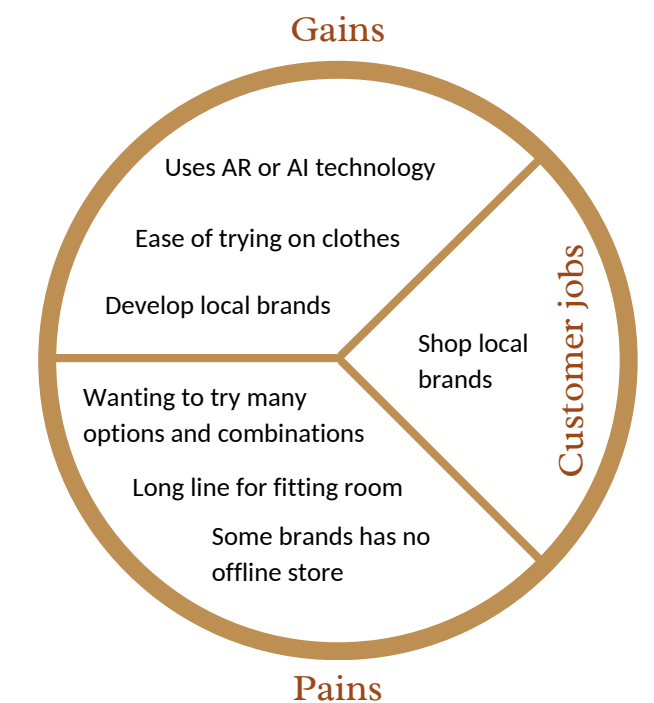 Gains
Uses AR or AI technology
Ease of trying on clothes
Develop local brands
Customer jobs
Shop local
brands
Wanting to try many
options and combinations
Long line for fitting room
Some brands has no
offline store
Pains